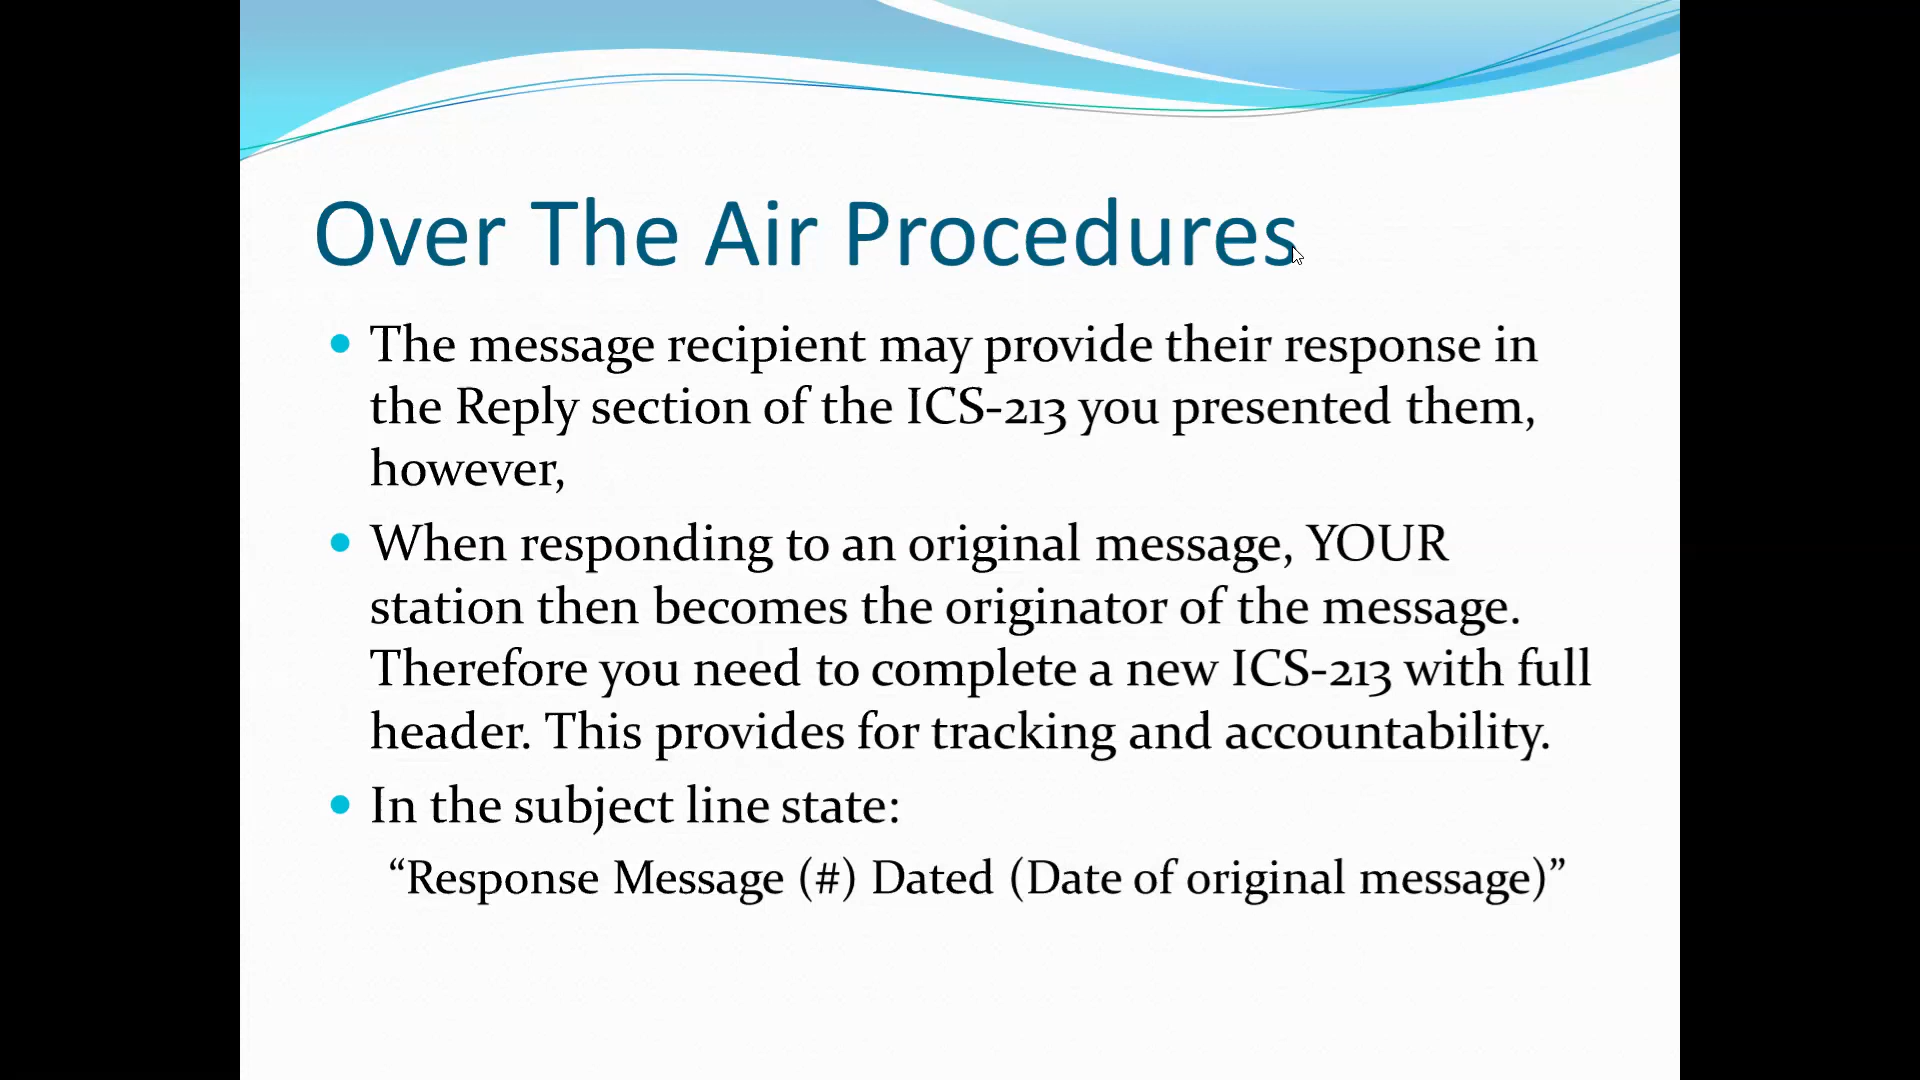 Over The Air Procedures
• The message recipient may provide their response in
the Reply section of the ICS-213 you presented them,
however,
• When responding to an original message, YOUR
station then becomes the originator of the message.
Therefore you need to complete a new ICS-213 with full
header. This provides for tracking and accountability.
• In the subject line state:
“Response Message (#) Dated (Date of original message)”